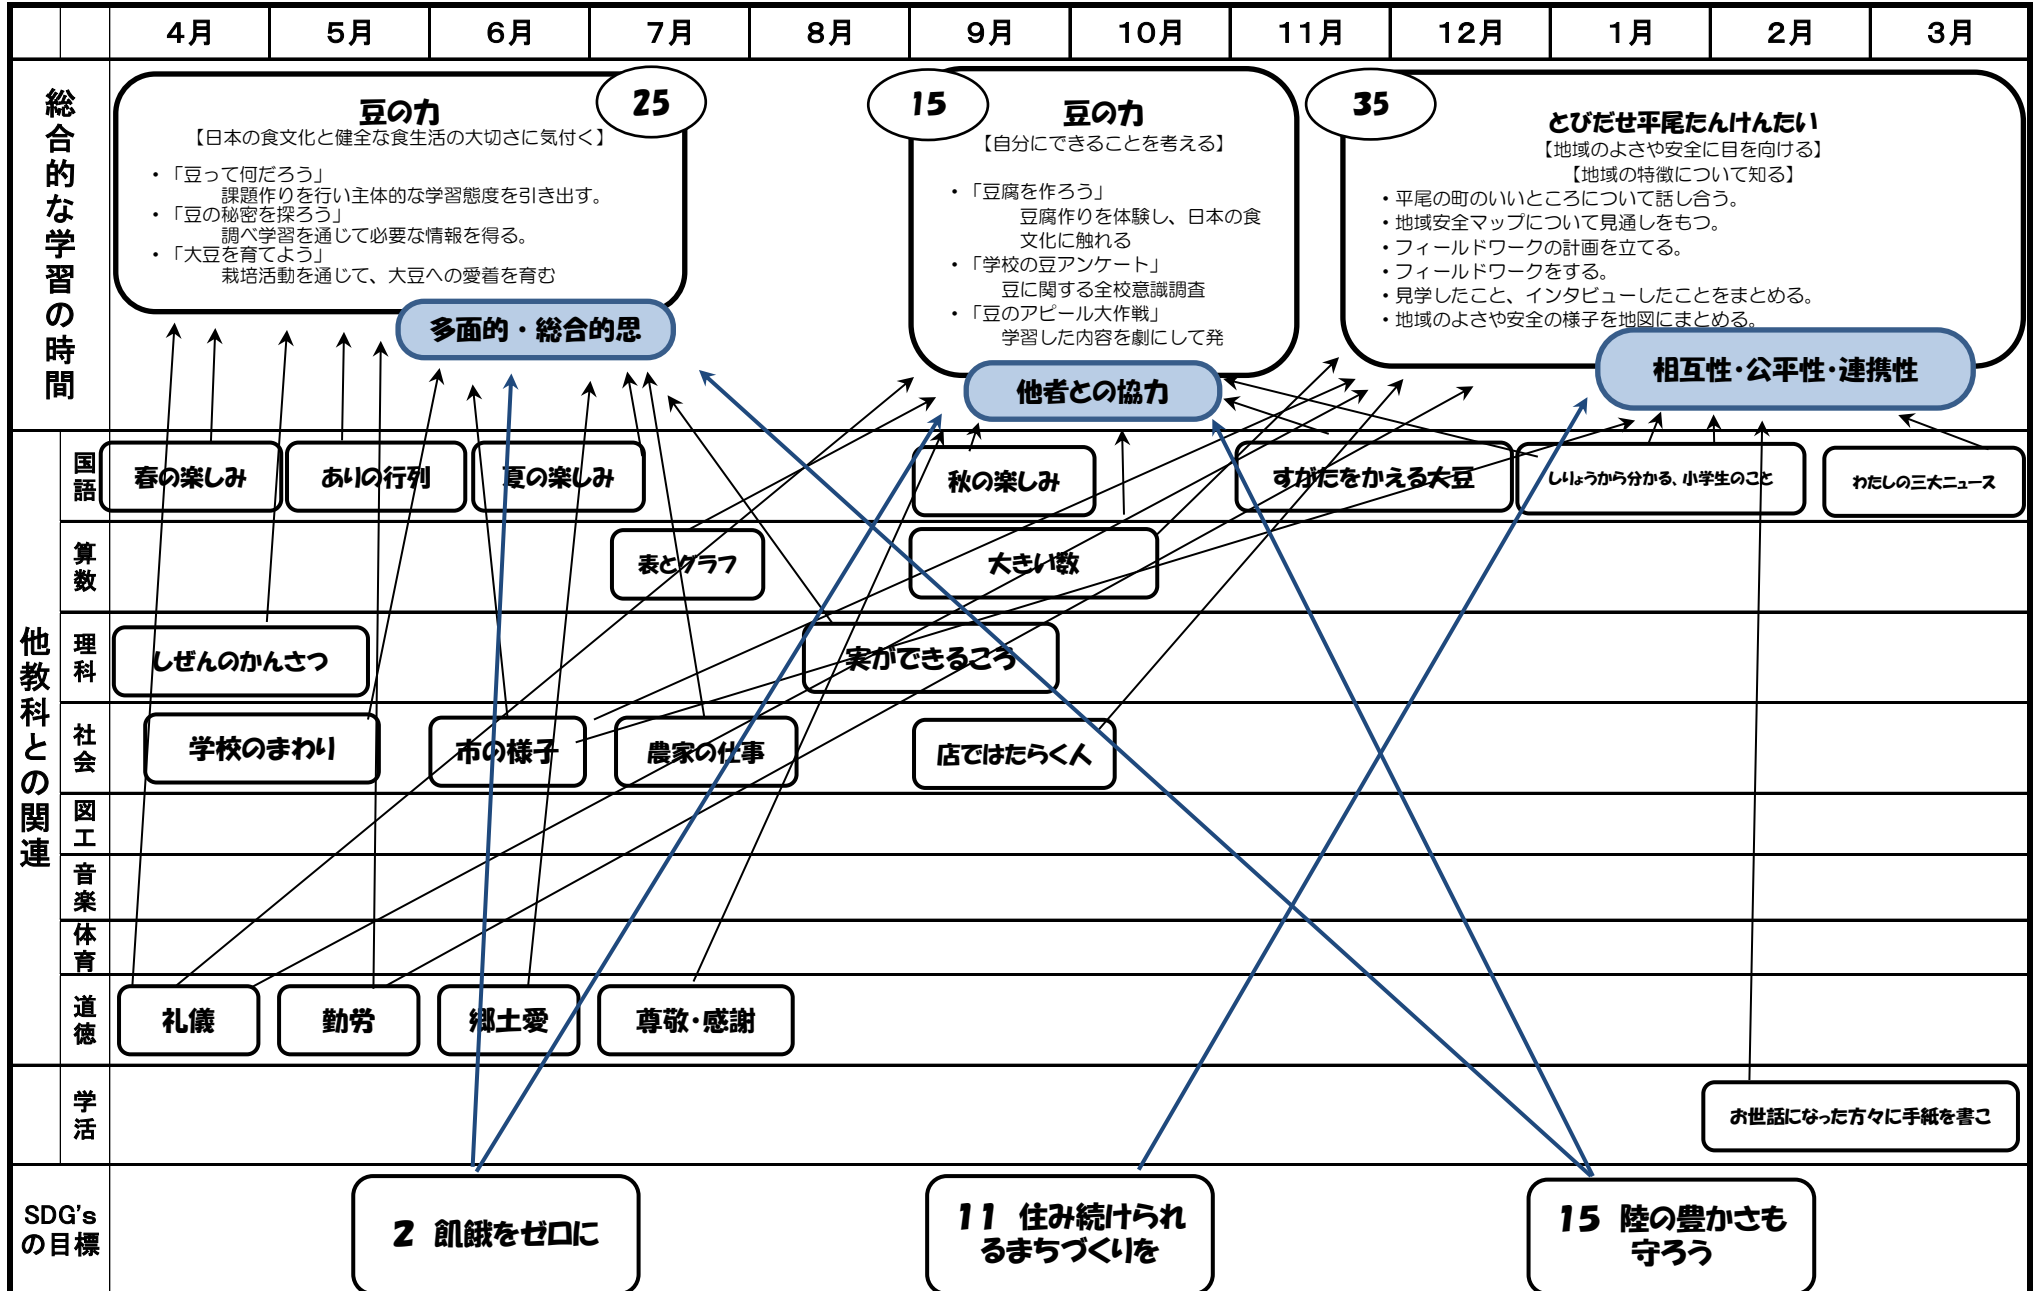 4月
5月
6月
7月
8月
9月
10月
11月
12月
1月
2月
3月
総合的な学習の時間
豆の力
25
【日本の食文化と健全な食生活の大切さに気付く】
・「豆って何だろう」
課題作りを行い主体的な学習態度を引き出す。
・「豆の秘密を探ろう」
調べ学習を通じて必要な情報を得る。
・「大豆を育てよう」
栽培活動を通じて、大豆への愛着を育む
多面的・総合的思
15
豆の力
【自分にできることを考える】
・「豆腐を作ろう」
豆腐作りを体験し、日本の食
文化に触れる
・「学校の豆アンケート」
豆に関する全校意識調査
・「豆のアピール大作戦」
学習した内容を劇にして発
他者との協力
35
とびだせ平尾たんけんたい
【地域のよさや安全に目を向ける】
【地域の特徴について知る】
・平尾の町のいいところについて話し合う。
・地域安全マップについて見通しをもつ。
・フィールドワークの計画を立てる。
・フィールドワークをする。
・見学したこと、インタビューしたことをまとめる。
・地域のよさや安全の様子を地図にまとめる。
相互性・公平性・連携性
他教科との関連
国語
春の楽しみ
ありの行列
夏の楽しみ
秋の楽しみ
すがたをかえる大豆
しりょうから分かる、小学生のこと
わたしの三大ニュース
算数
表とグラフ
大きい数
理科
しぜんのかんさつ
実ができるころ
社会
学校のまわり
市の様子
農家の仕事
店ではたらく人
図工
音楽
体育
道徳
礼儀
勤労
郷土愛
尊敬・感謝
学活
お世話になった方々に手紙を書こ
SDG's
の目標
2 飢餓をゼロに
11 住み続けられ
るまちづくりを
15 陸の豊かさも
守ろう